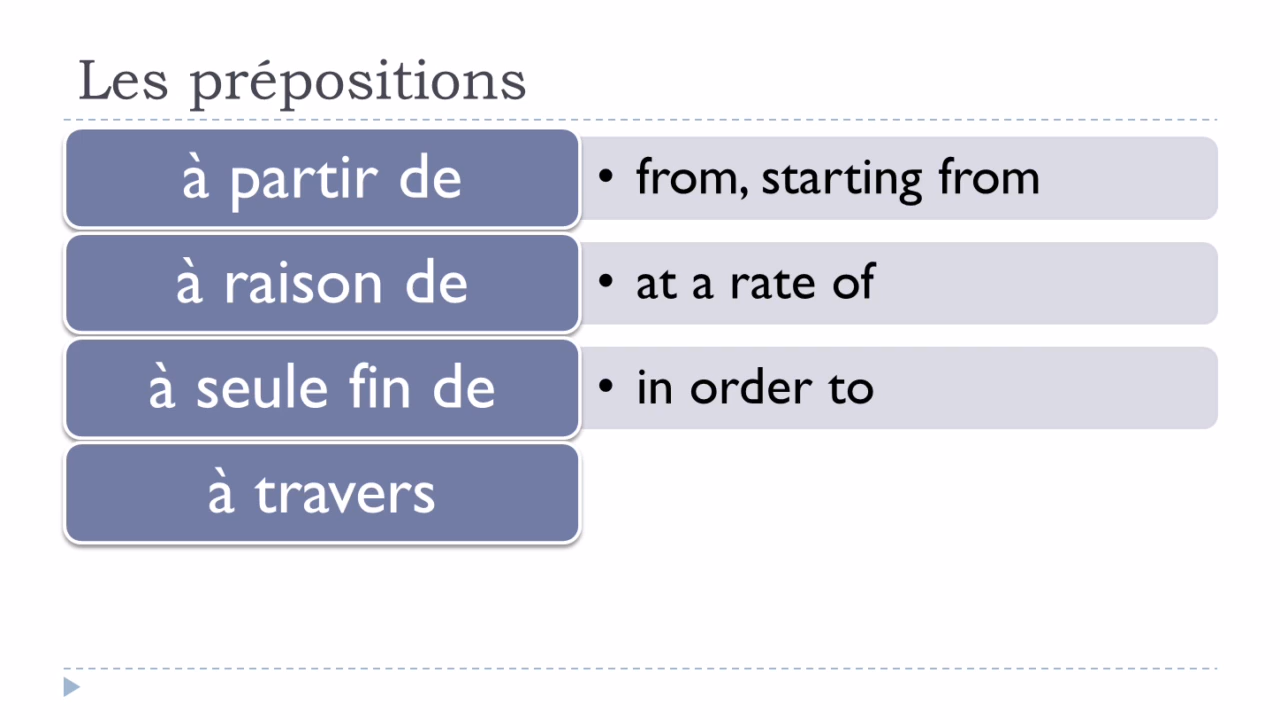 Les prépositions
à partir de
• from, starting from
à raison de
• at a rate of
à seule fin de
• in order to
à travers